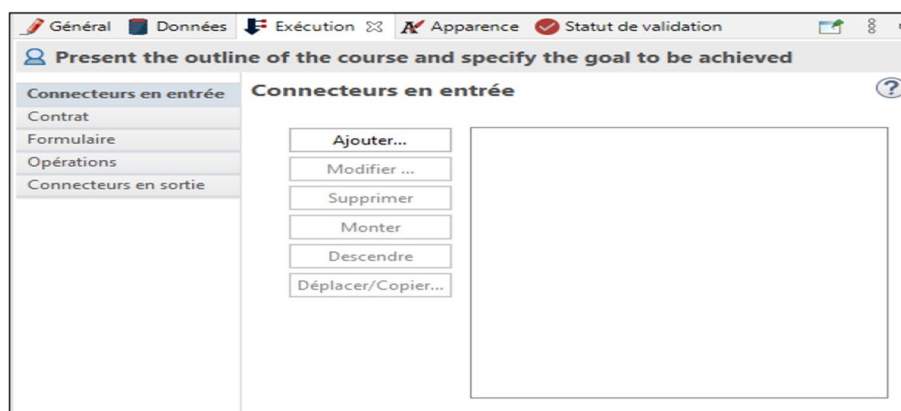 Général Données Exécution Apparence Statut de validation
Present the outline of the course and specify the goal to be achieved
Connecteurs en entrée
Contrat
Formulaire
Opérations
Connecteurs en sortie
Connecteurs en entrée
Ajouter...
Modifier ...
Supprimer
Monter
Descendre
Déplacer/Copier...